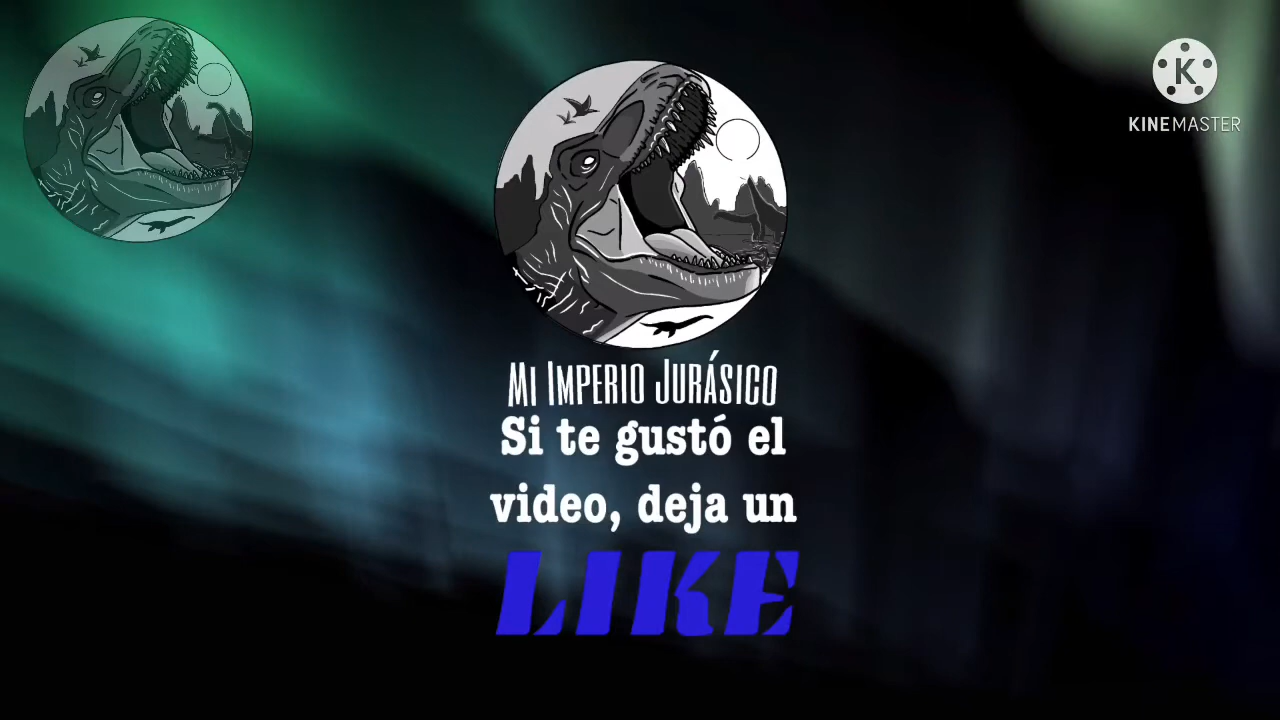 K
KINEMASTER
MI IMPERIO JURÁSICO
Si te gustó el
video, deja un
LIKE